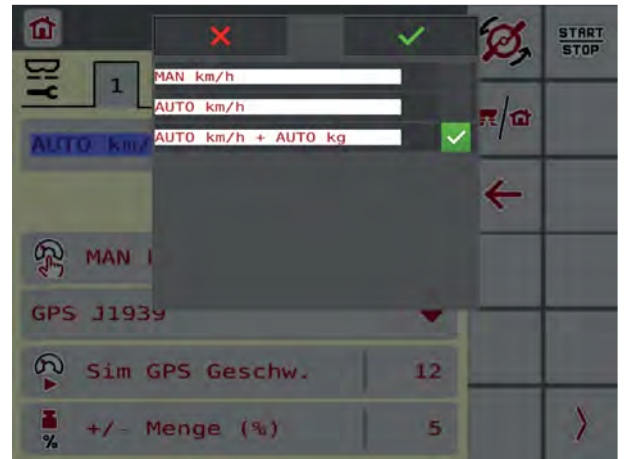 START
STOP
1
MAN km/h
AUTO km/h
AUTO km/h + AUTO kg
AUTO km/
MAN
GPS J1939
Sim GPS Geschw. 12
% +/- Menge (%) 5